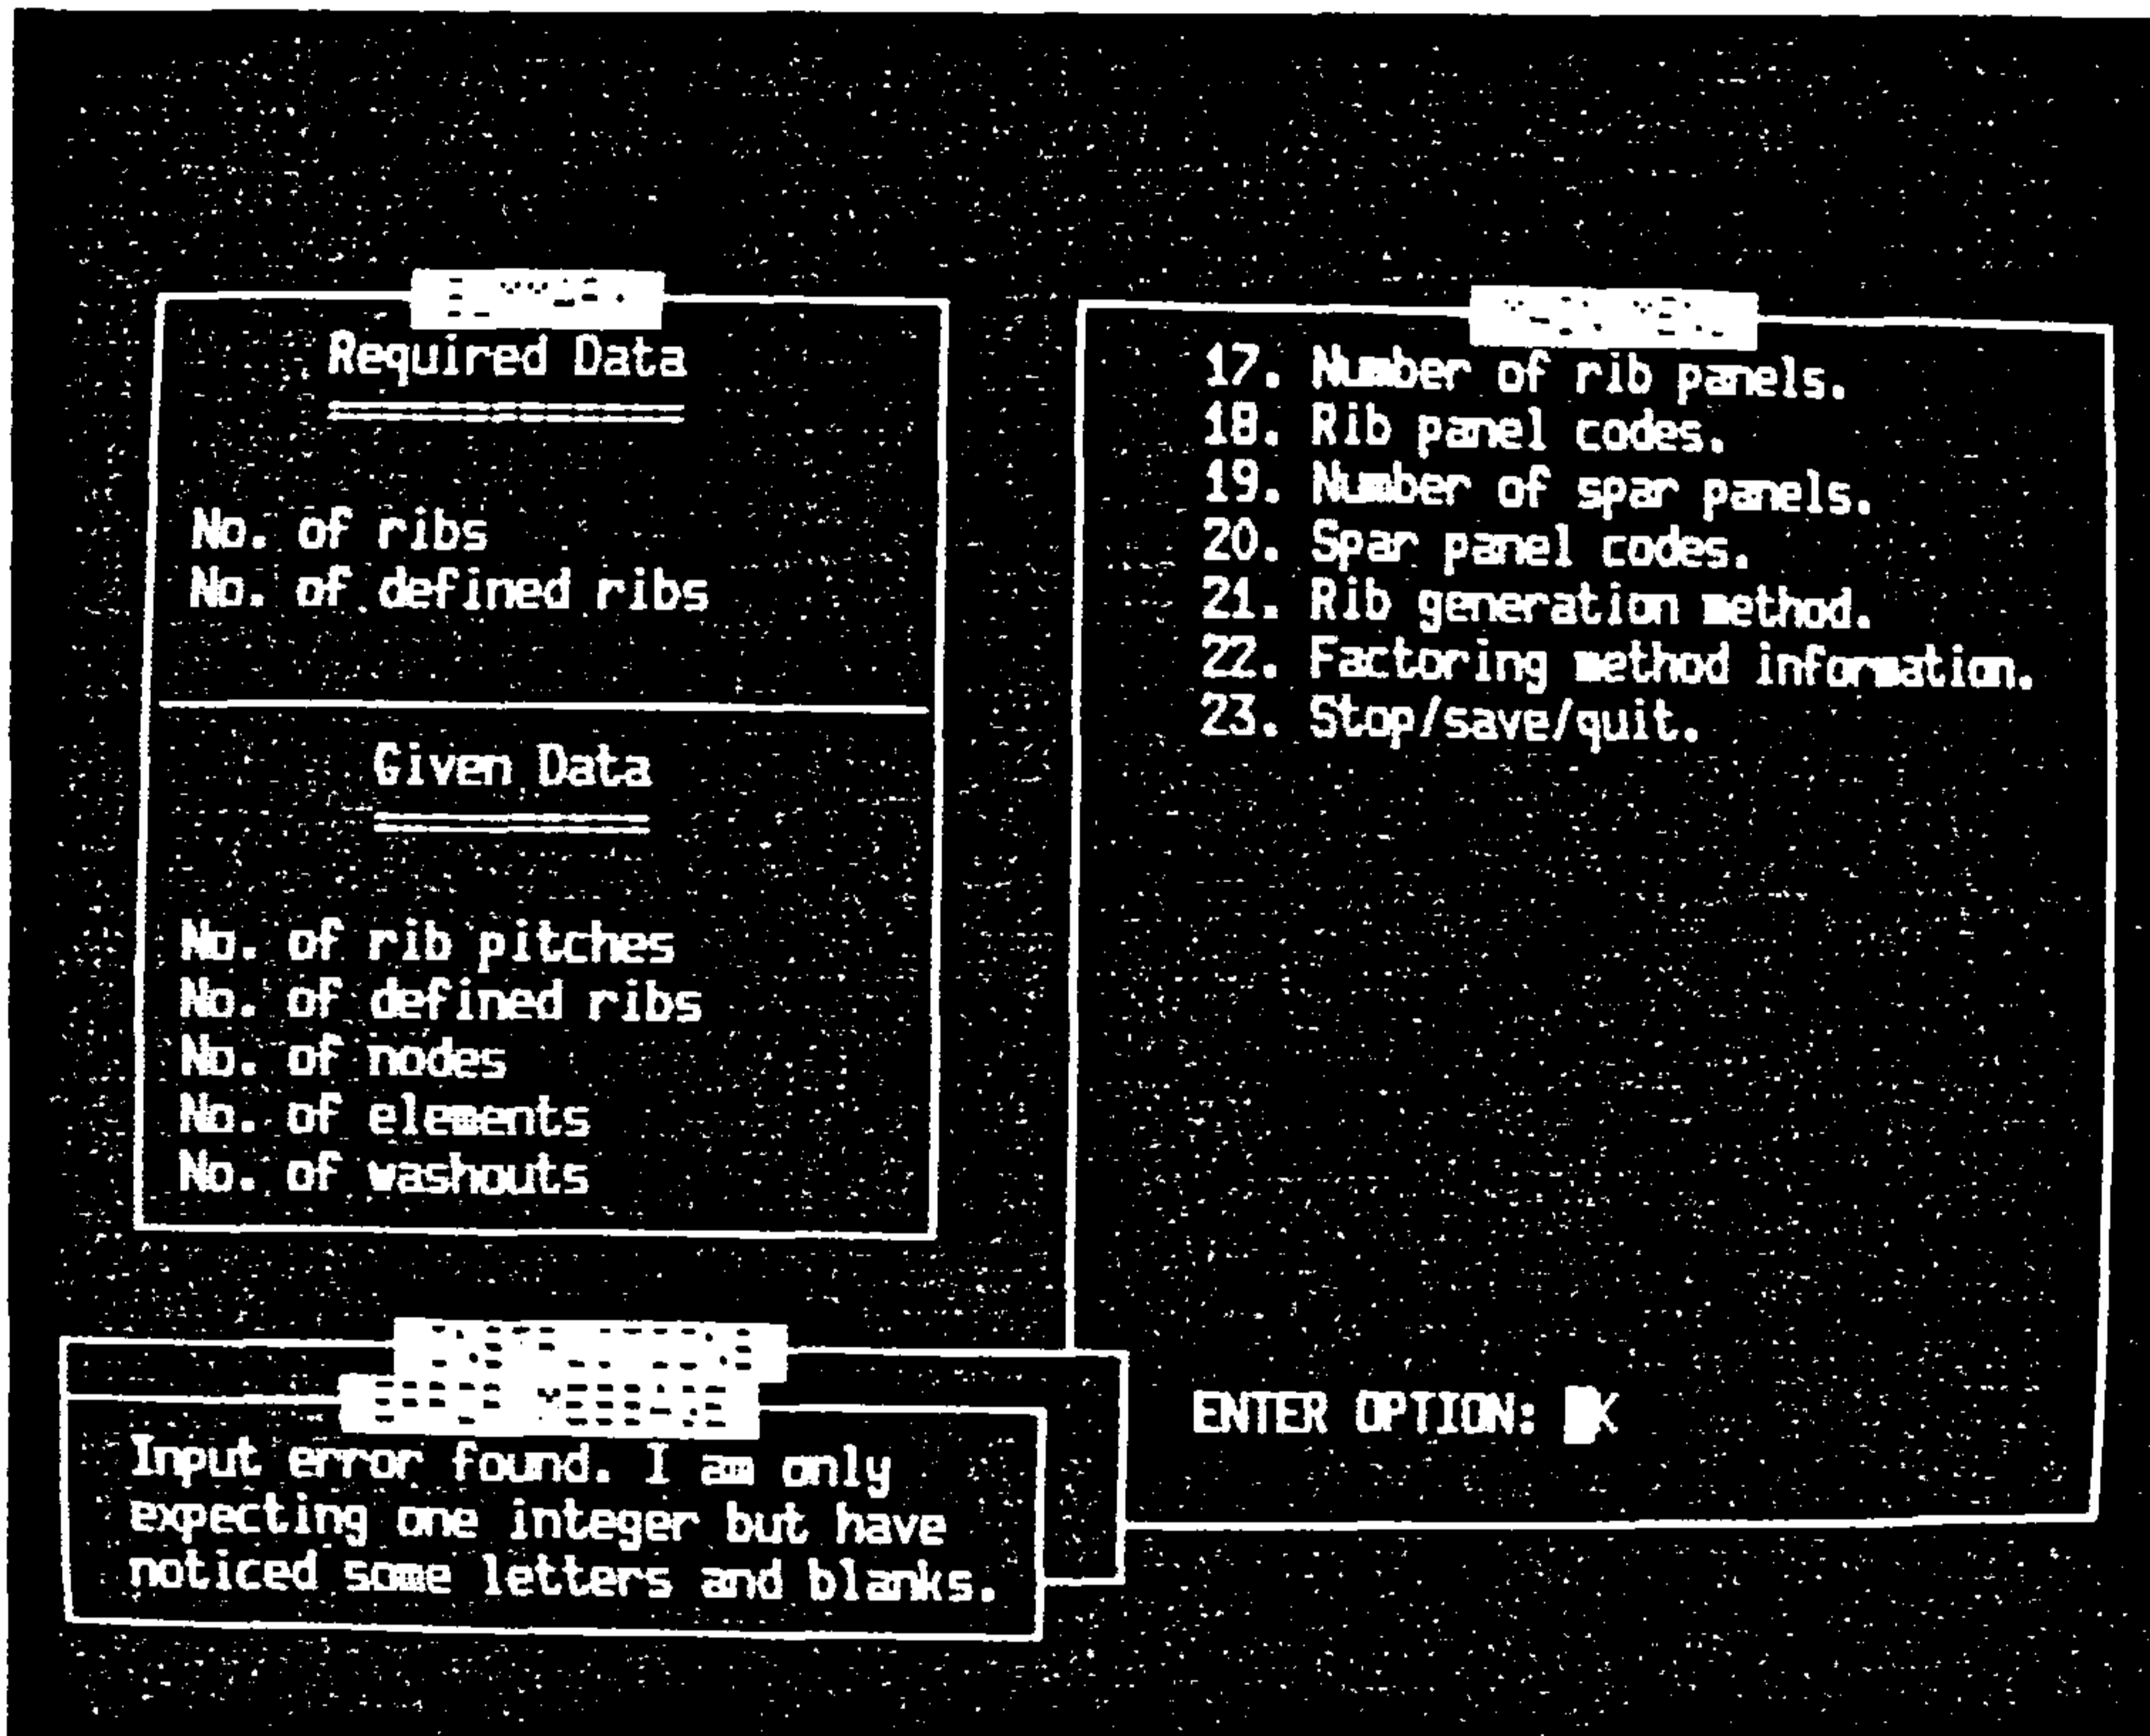 Required Data
No. of ribs
No. of defined ribs
Given Data
No. of rib pitches
No. of defined ribs
No. of nodes
No. of elements
No. of washouts
17. Number of rib panels.
18. Rib panel codes.
19. Number of spar panels.
20. Spar panel codes.
21. Rib generation method.
22. Factoring method information.
23. Stop/save/quit.
ENTER OPTION: K
Input error found. I am only
expecting one integer but have
noticed some letters and blanks.